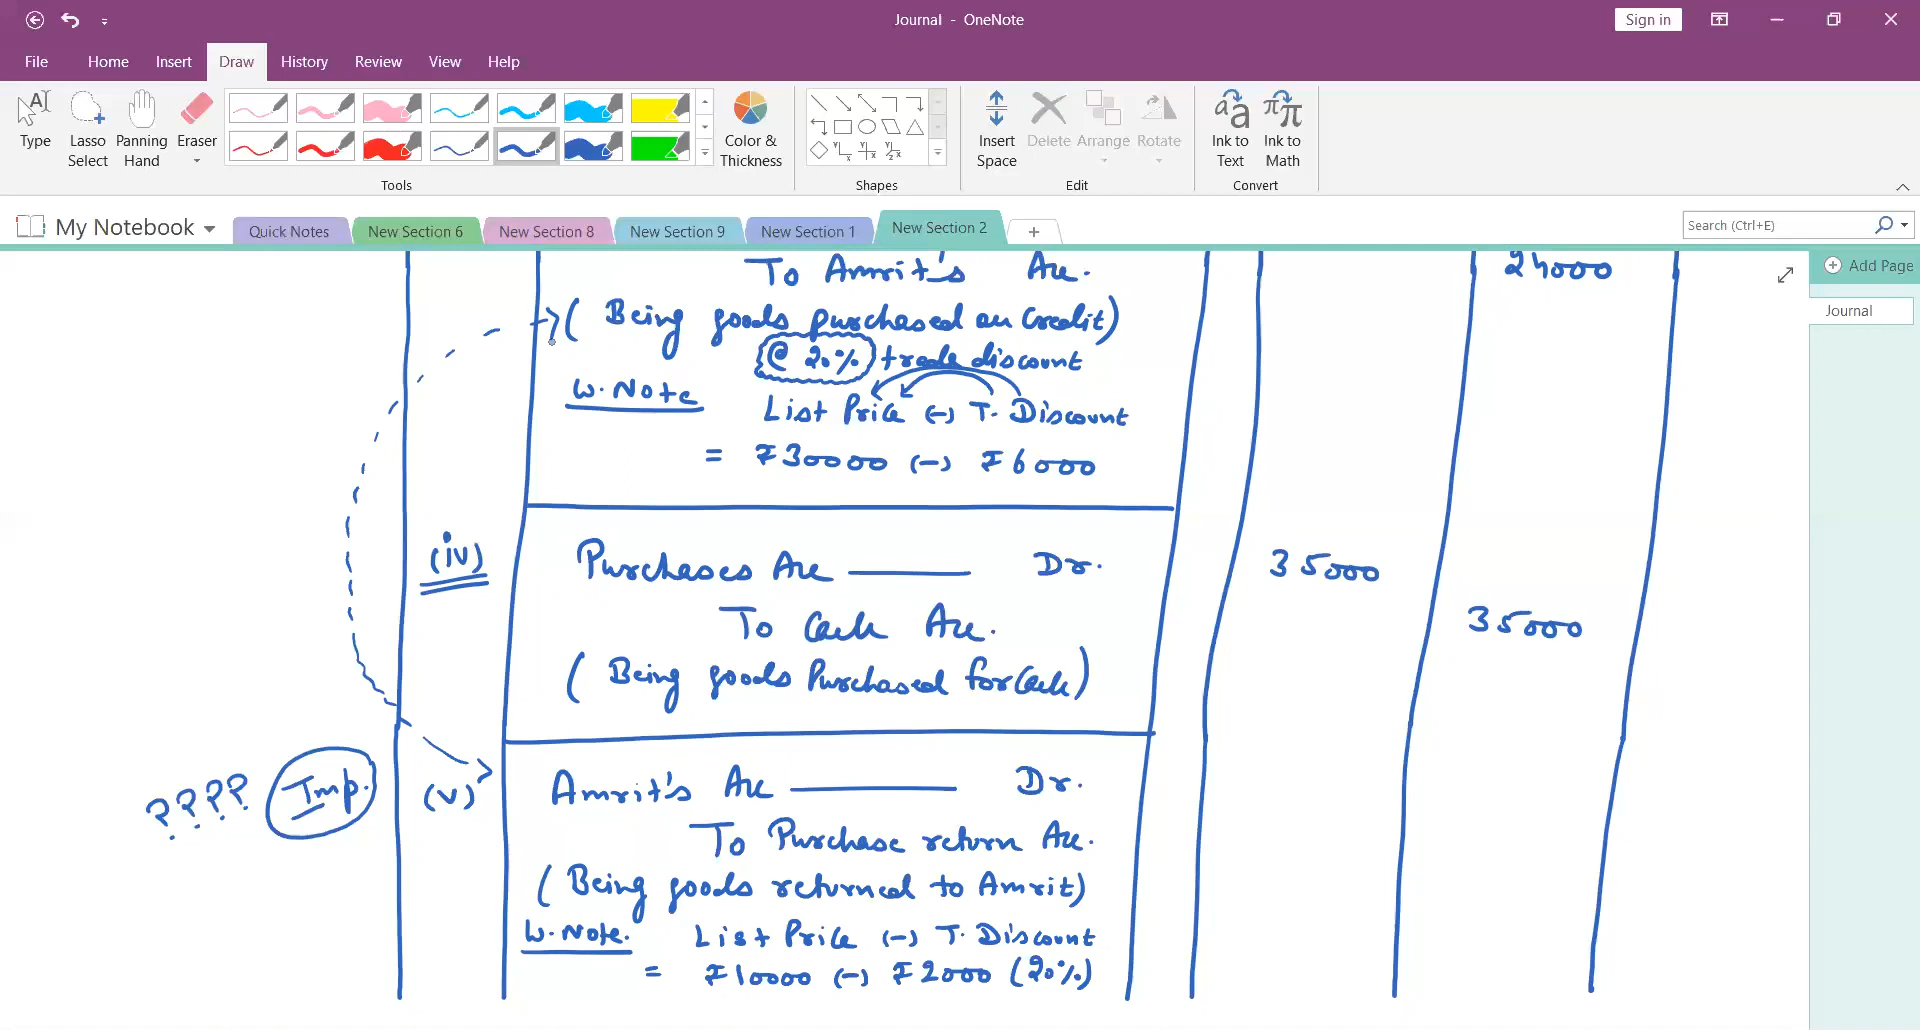 Journal - OneNote
Sign in
File Home Insert Draw History Review View Help
Type
Lasso Select
Panning Hand
Eraser
Color & Thickness
Insert Space
Delete
Arrange
Rotate
Ink to Text
Ink to Math
Tools
Shapes
Edit
Convert
My Notebook
Quick Notes
New Section 6
New Section 8
New Section 9
New Section 1
New Section 2
Search (Ctrl+E)
Add Page
Journal
To Amrit's A/c. 24000
( Being goods purchased on Credit)
@ 20% trade discount
W. Note
List Price (-) T. Discount
= ₹30000 (-) ₹6000
(iv) Purchases A/c Dr. 35000
To Cash A/c. 35000
( Being goods Purchased for Cash)
???? Imp. (v) Amrit's A/c Dr.
To Purchase return A/c.
( Being goods returned to Amrit)
W. Note. List Price (-) T. Discount
= ₹10000 (-) ₹2000 (20%)